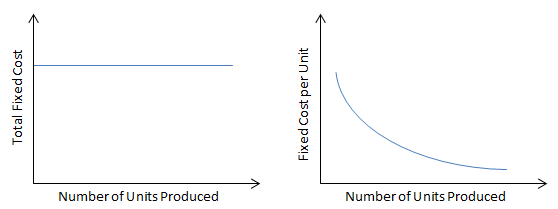 Total Fixed Cost
Number of Units Produced
Fixed Cost per Unit
Number of Units Produced